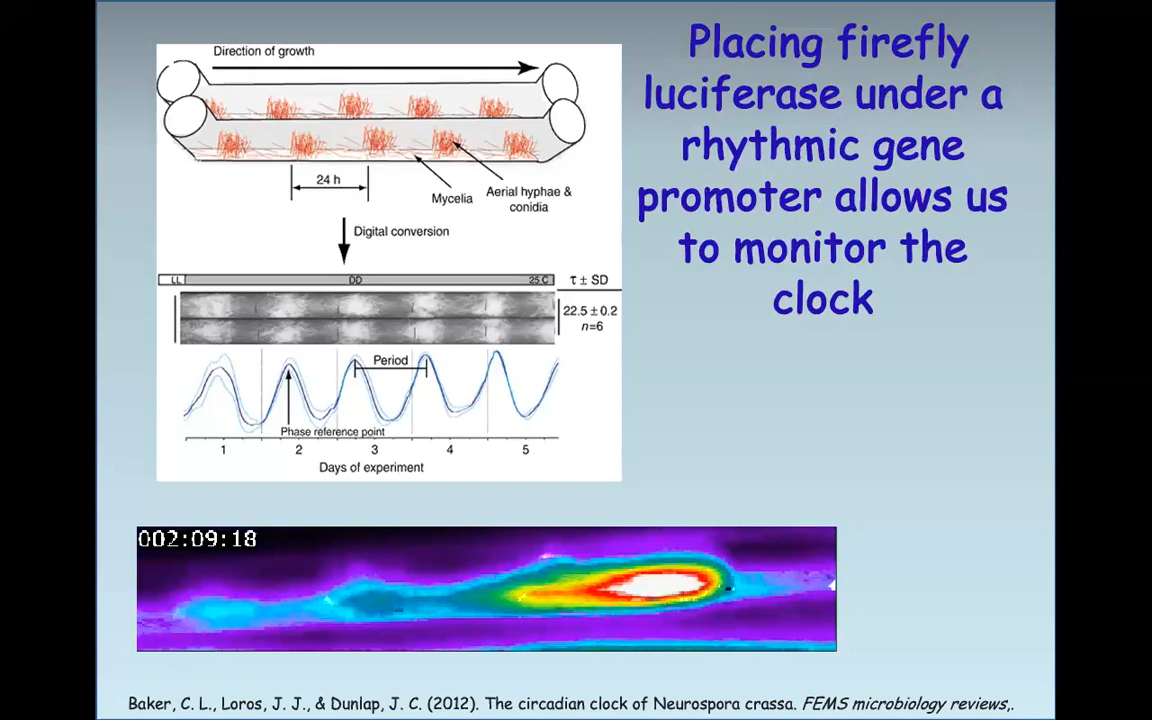 Placing firefly
luciferase under a
rhythmic gene
promoter allows us
to monitor the
clock
Direction of growth
24 h
Mycelia
Aerial hyphae &
conidia
Digital conversion
LL DD 25 C τ ± SD
22.5 ± 0.2
n=6
Period
Phase reference point
1 2 3 4 5
Days of experiment
002:09:18
Baker, C. L., Loros, J. J., & Dunlap, J. C. (2012). The circadian clock of Neurospora crassa. FEMS microbiology reviews,.